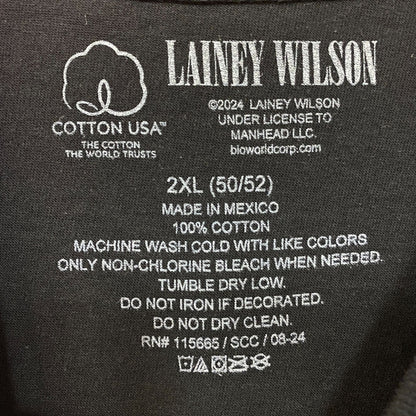 LAINEY WILSON
COTTON USA™
THE COTTON
THE WORLD TRUSTS
©2024 LAINEY WILSON
UNDER LICENSE TO
MANHEAD LLC.
bioworldcorp.com
2XL (50/52)
MADE IN MEXICO
100% COTTON
MACHINE WASH COLD WITH LIKE COLORS
ONLY NON-CHLORINE BLEACH WHEN NEEDED.
TUMBLE DRY LOW.
DO NOT IRON IF DECORATED.
DO NOT DRY CLEAN.
RN# 115665 / SCC / 08-24